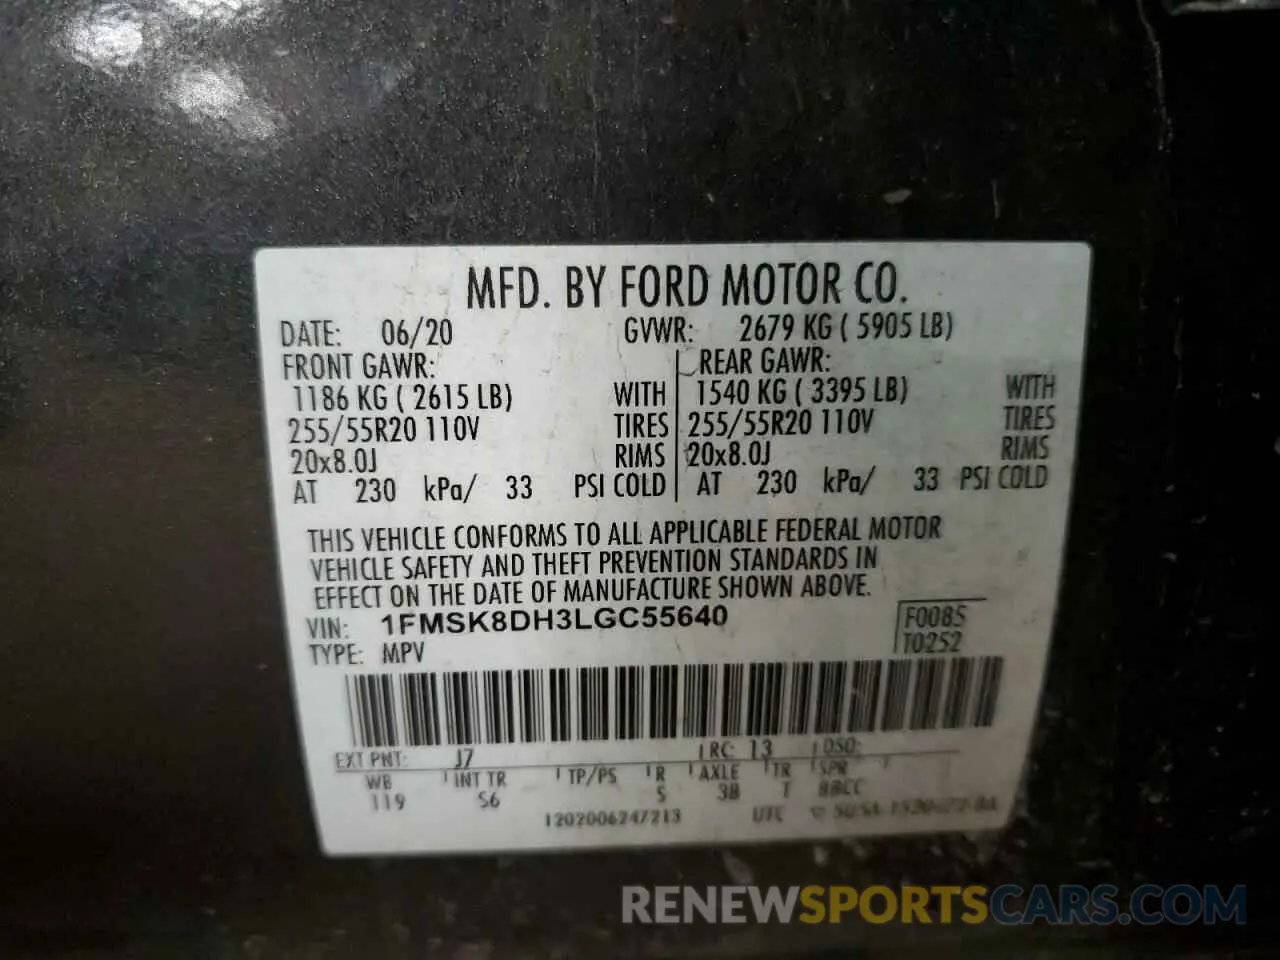 MFD. BY FORD MOTOR CO.
DATE: 06/20 GVWR: 2679 KG ( 5905 LB)
FRONT GAWR: REAR GAWR:
1186 KG ( 2615 LB) WITH 1540 KG ( 3395 LB) WITH
255/55R20 110V TIRES 255/55R20 110V TIRES
20x8.0J RIMS 20x8.0J RIMS
AT 230 kPa/ 33 PSI COLD AT 230 kPa/ 33 PSI COLD
THIS VEHICLE CONFORMS TO ALL APPLICABLE FEDERAL MOTOR
VEHICLE SAFETY AND THEFT PREVENTION STANDARDS IN
EFFECT ON THE DATE OF MANUFACTURE SHOWN ABOVE.
VIN: 1FMSK8DH3LGC55640 F0085
TYPE: MPV T0252
EXT PNT: J7 RC: 13 DSO:
WB INT TR TP/PS R AXLE TR SPR
119 S6 5 3B T BBCC
1202006247213 UTC
RENEWSPORTSCARS.COM